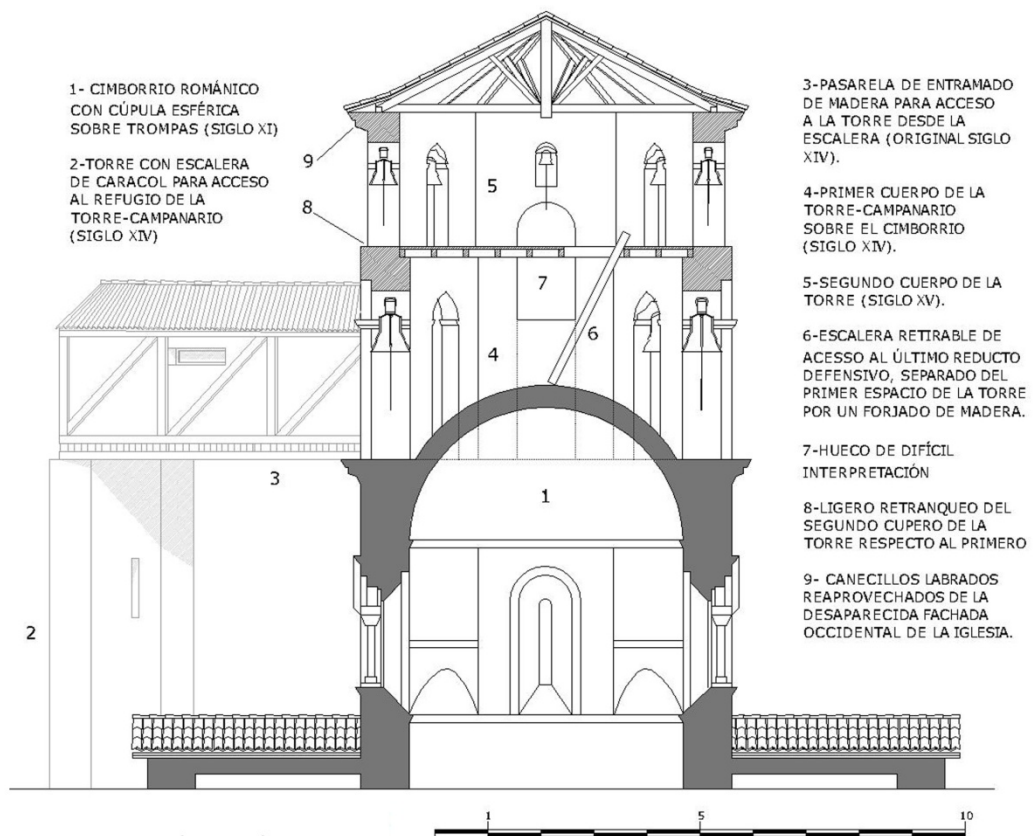 1- CIMBORRIO ROMÁNICO
CON CÚPULA ESFÉRICA
SOBRE TROMPAS (SIGLO XI)
2-TORRE CON ESCALERA
DE CARACOL PARA ACCESO
AL REFUGIO DE LA
TORRE-CAMPANARIO
(SIGLO XIV)
3-PASARELA DE ENTRAMADO
DE MADERA PARA ACCESO
A LA TORRE DESDE LA
ESCALERA (ORIGINAL SIGLO
XIV).
4-PRIMER CUERPO DE LA
TORRE-CAMPANARIO
SOBRE EL CIMBORRIO
(SIGLO XIV).
5-SEGUNDO CUERPO DE LA
TORRE (SIGLO XV).
6-ESCALERA RETIRABLE DE
ACCESO AL ÚLTIMO REDUCTO
DEFENSIVO, SEPARADO DEL
PRIMER ESPACIO DE LA TORRE
POR UN FORJADO DE MADERA.
7-HUECO DE DIFÍCIL
INTERPRETACIÓN
8-LIGERO RETRANQUEO DEL
SEGUNDO CUPERO DE LA
TORRE RESPECTO AL PRIMERO
9- CANECILLOS LABRADOS
REAPROVECHADOS DE LA
DESAPARECIDA FACHADA
OCCIDENTAL DE LA IGLESIA.
9
5
8
7
6
4
3
1
2
1 5 10